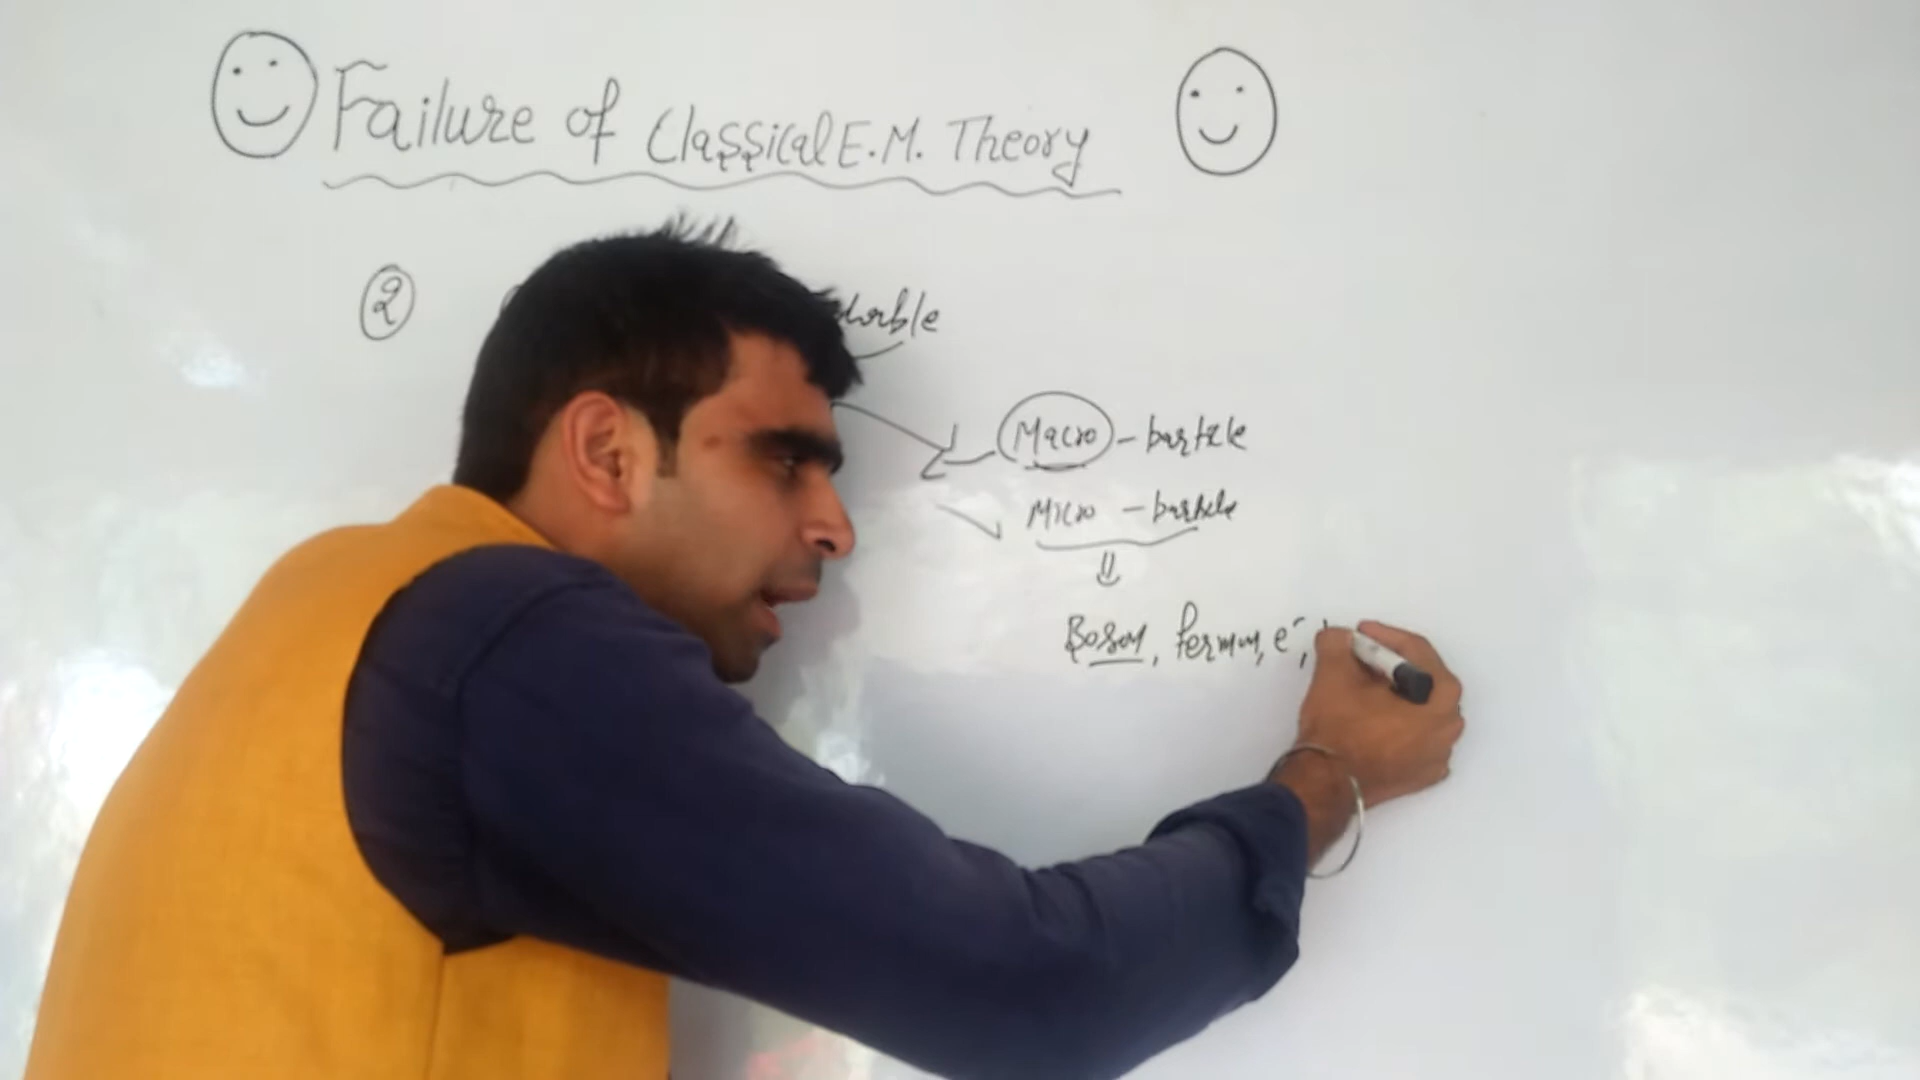 Failure of Classical E.M. Theory
2
Macro - particle
Micro - particle
Boson, fermion, e⁻,